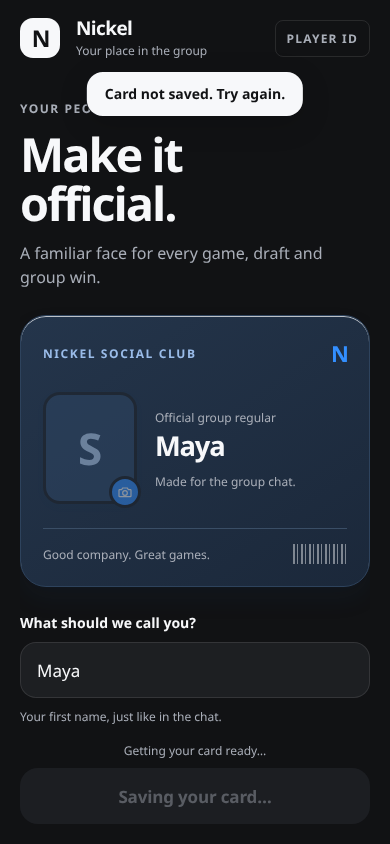 N
Nickel
Your place in the group
PLAYER ID
Card not saved. Try again.
YOUR PEO
Make it
official.
A familiar face for every game, draft and
group win.
NICKEL SOCIAL CLUB
N
S
Official group regular
Maya
Made for the group chat.
Good company. Great games.
What should we call you?
Maya
Your first name, just like in the chat.
Getting your card ready…
Saving your card…